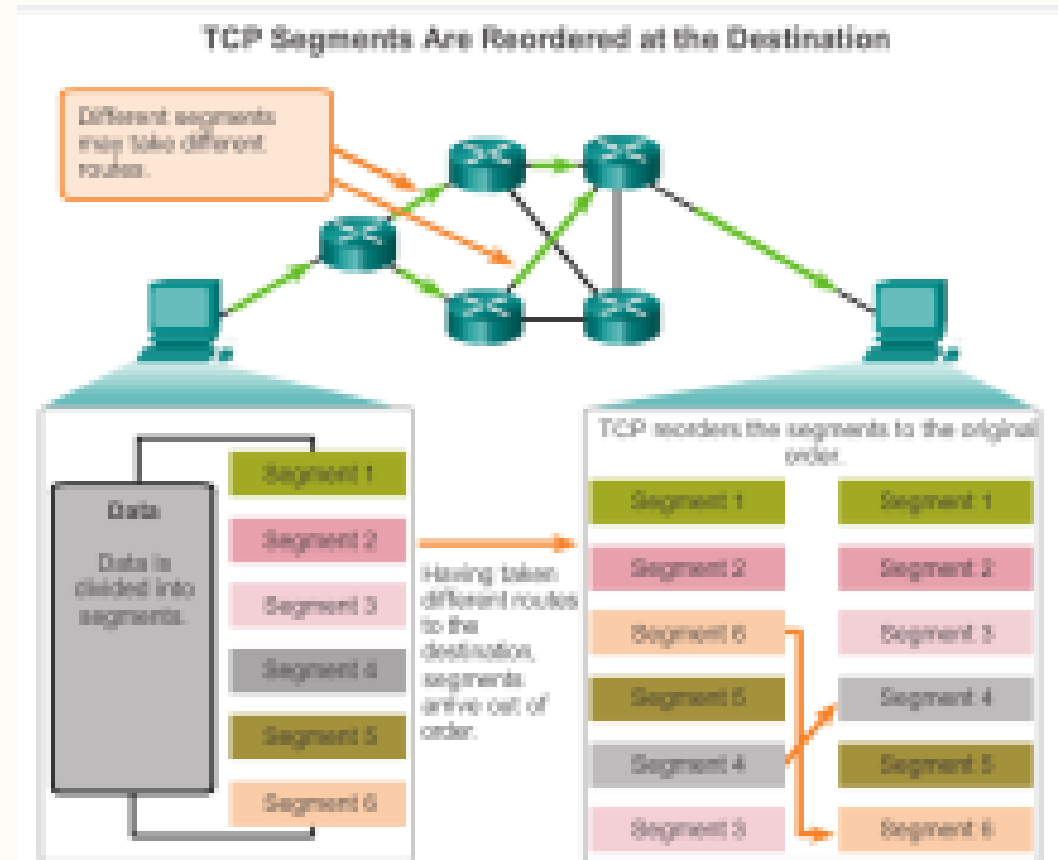 TCP Segments Are Reordered at the Destination
Different segments
may take different
routes.
Data
Data is
divided into
segments.
Segment 1
Segment 2
Segment 3
Segment 4
Segment 5
Segment 6
Having taken
different routes
to the
destination,
segments
arrive out of
order.
TCP reorders the segments to the original
order.
Segment 1
Segment 2
Segment 6
Segment 5
Segment 4
Segment 3
Segment 1
Segment 2
Segment 3
Segment 4
Segment 5
Segment 6